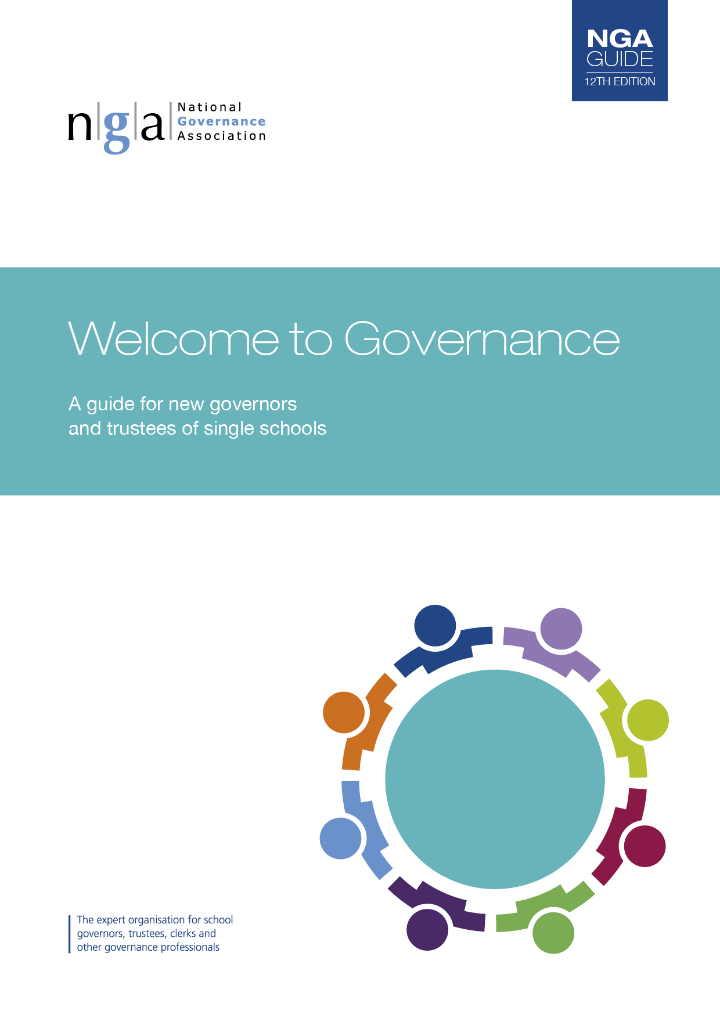 NGA
GUIDE
12TH EDITION
n|g|a
National
Governance
Association
Welcome to Governance
A guide for new governors
and trustees of single schools
The expert organisation for school
governors, trustees, clerks and
other governance professionals